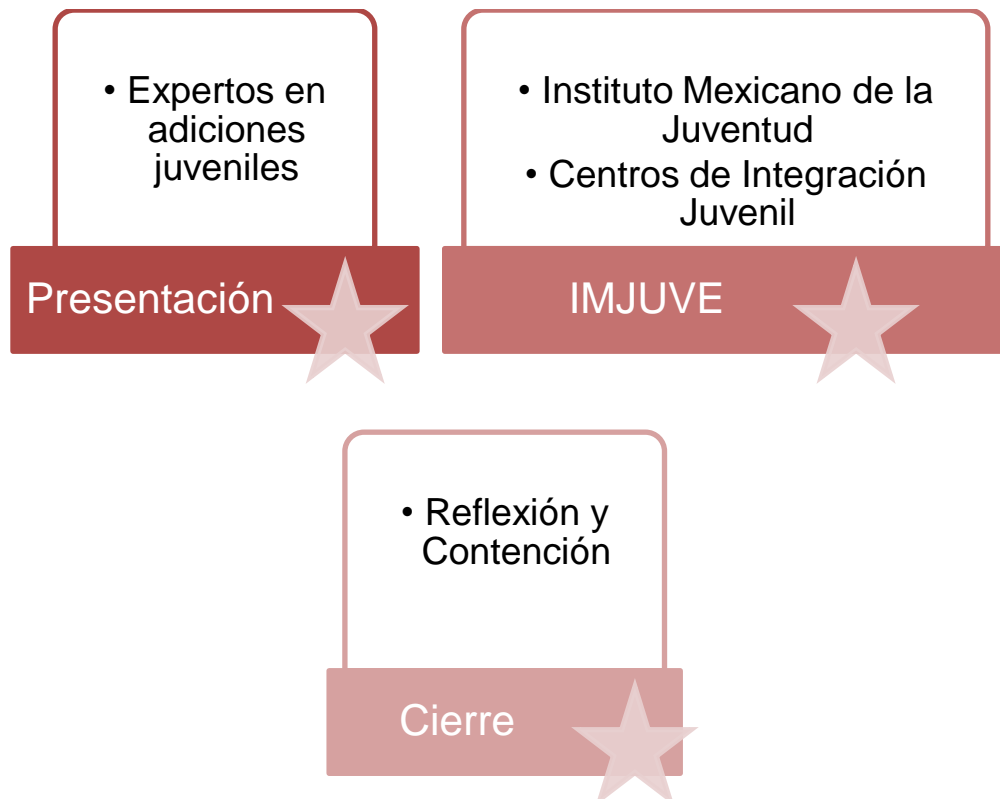 • Expertos en
adiciones
juveniles
Presentación
• Instituto Mexicano de la
Juventud
• Centros de Integración
Juvenil
IMJUVE
• Reflexión y
Contención
Cierre